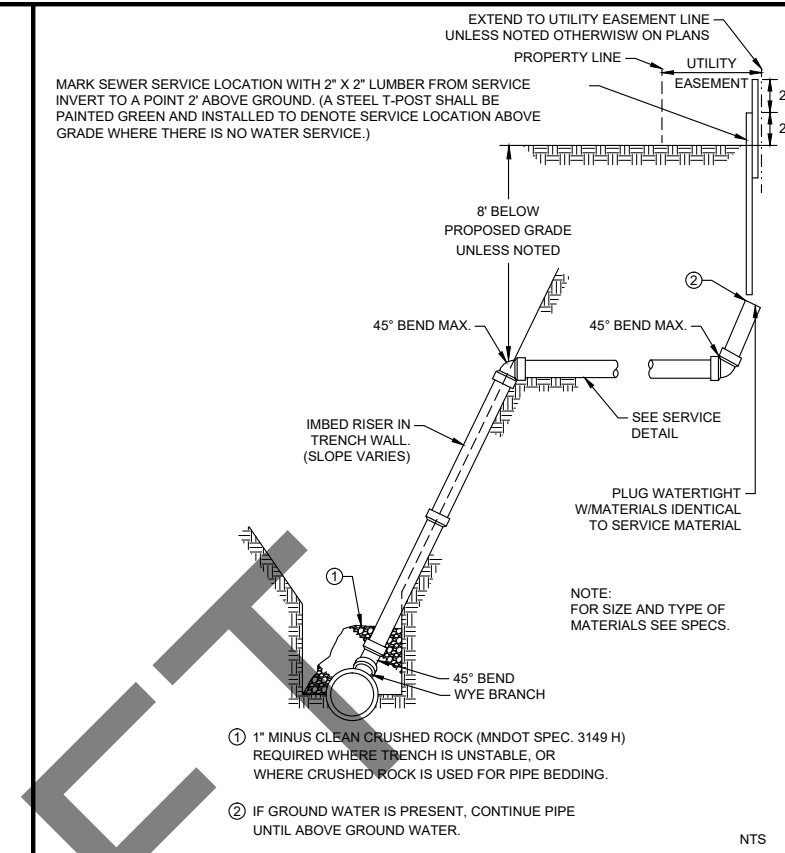 EXTEND TO UTILITY EASEMENT LINE
UNLESS NOTED OTHERWISW ON PLANS
PROPERTY LINE
UTILITY
EASEMENT
MARK SEWER SERVICE LOCATION WITH 2" X 2" LUMBER FROM SERVICE
INVERT TO A POINT 2' ABOVE GROUND. (A STEEL T-POST SHALL BE
PAINTED GREEN AND INSTALLED TO DENOTE SERVICE LOCATION ABOVE
GRADE WHERE THERE IS NO WATER SERVICE.)
2
2
8' BELOW
PROPOSED GRADE
UNLESS NOTED
2
45° BEND MAX.
45° BEND MAX.
IMBED RISER IN
TRENCH WALL.
(SLOPE VARIES)
SEE SERVICE
DETAIL
PLUG WATERTIGHT
W/MATERIALS IDENTICAL
TO SERVICE MATERIAL
1
NOTE:
FOR SIZE AND TYPE OF
MATERIALS SEE SPECS.
45° BEND
WYE BRANCH
1 1" MINUS CLEAN CRUSHED ROCK (MNDOT SPEC. 3149 H)
REQUIRED WHERE TRENCH IS UNSTABLE, OR
WHERE CRUSHED ROCK IS USED FOR PIPE BEDDING.
2 IF GROUND WATER IS PRESENT, CONTINUE PIPE
UNTIL ABOVE GROUND WATER.
NTS